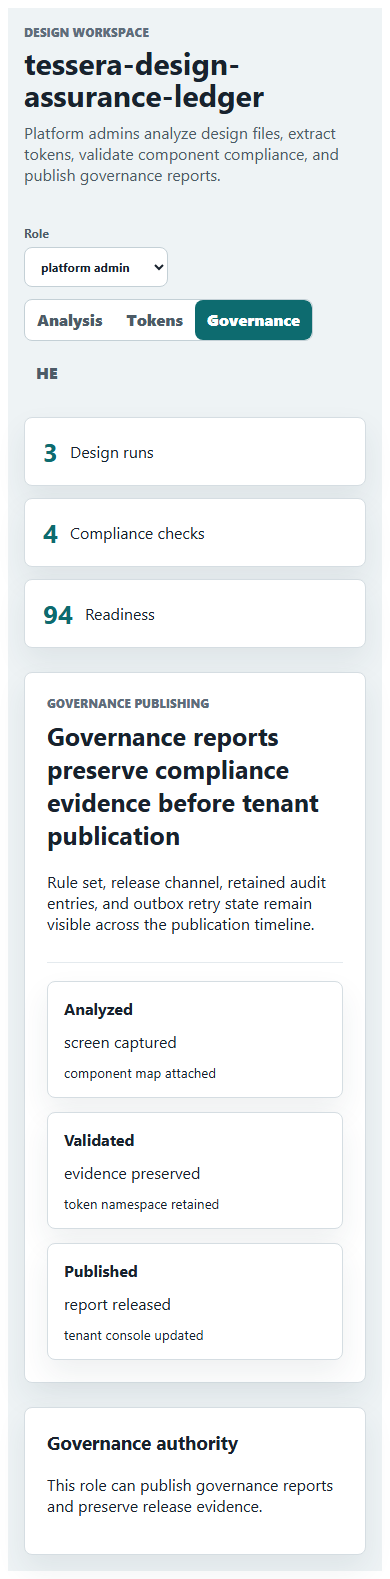 DESIGN WORKSPACE
tessera-design-
assurance-ledger
Platform admins analyze design files, extract
tokens, validate component compliance, and
publish governance reports.
Role
platform admin
Analysis Tokens Governance
HE
3 Design runs
4 Compliance checks
94 Readiness
GOVERNANCE PUBLISHING
Governance reports
preserve compliance
evidence before tenant
publication
Rule set, release channel, retained audit
entries, and outbox retry state remain
visible across the publication timeline.
Analyzed
screen captured
component map attached
Validated
evidence preserved
token namespace retained
Published
report released
tenant console updated
Governance authority
This role can publish governance reports
and preserve release evidence.